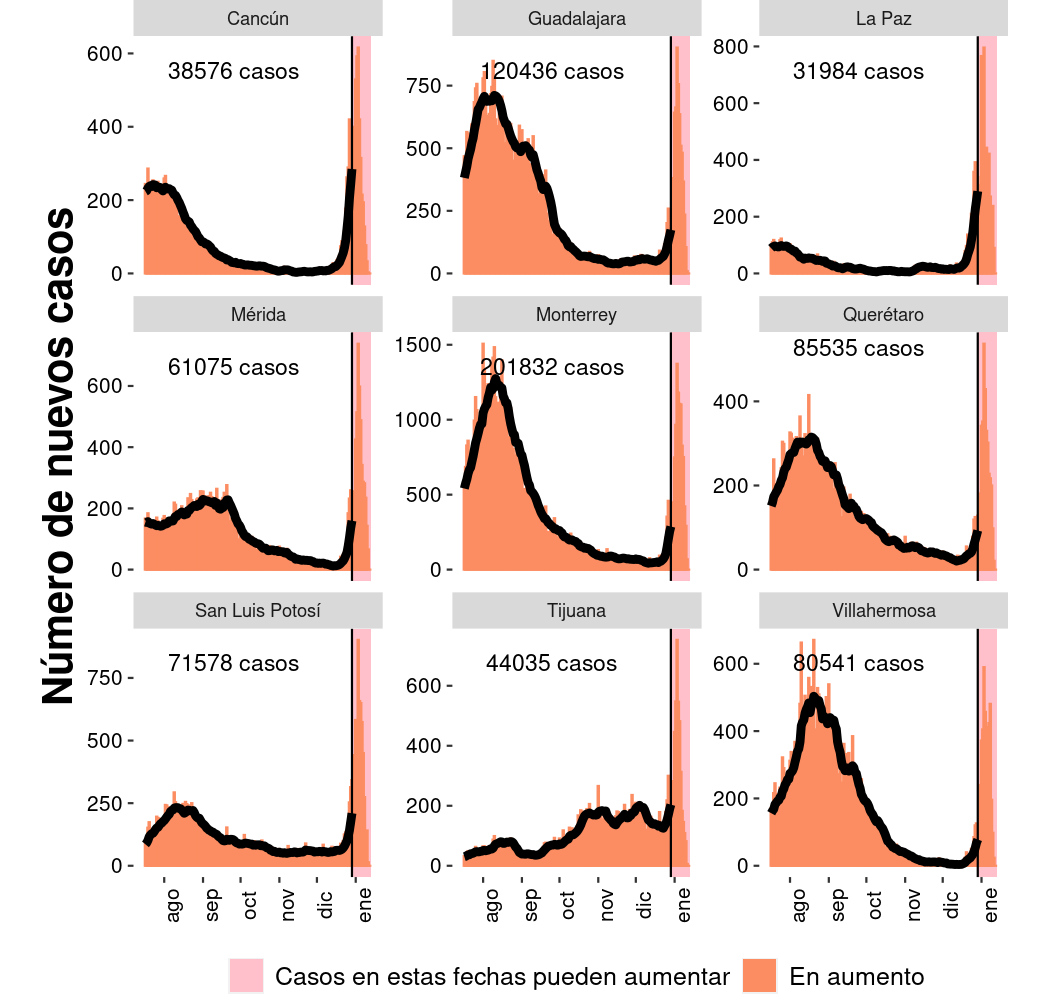 Número de nuevos casos
Cancún
Guadalajara
La Paz
600
400
200
0
38576 casos
750
500
250
0
120436 casos
800
600
400
200
0
31984 casos
Mérida
Monterrey
Querétaro
600
400
200
0
61075 casos
1500
1000
500
0
201832 casos
400
200
0
85535 casos
San Luis Potosí
Tijuana
Villahermosa
750
500
250
0
71578 casos
600
400
200
0
44035 casos
600
400
200
0
80541 casos
ago sep oct nov dic ene
ago sep oct nov dic ene
ago sep oct nov dic ene
Casos en estas fechas pueden aumentar
En aumento